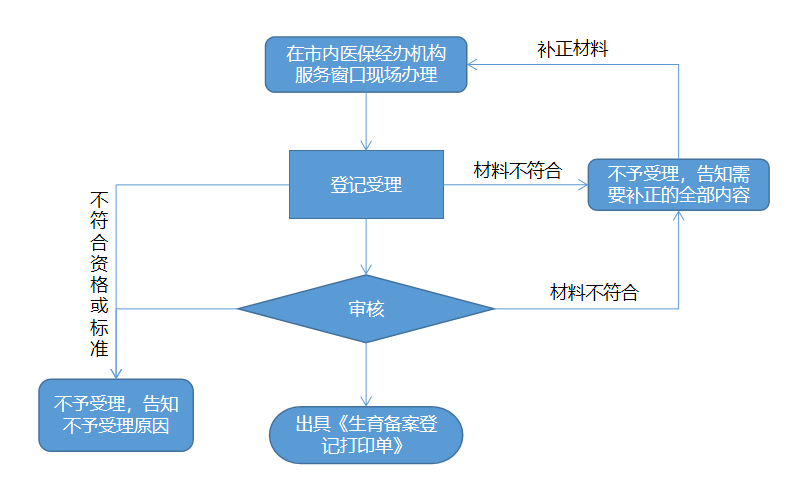 在市内医保经办机构
服务窗口现场办理
补正材料
登记受理
材料不符合
不予受理，告知需
要补正的全部内容
不符合资格或标准
审核
材料不符合
不予受理，告知
不予受理原因
出具《生育备案登
记打印单》